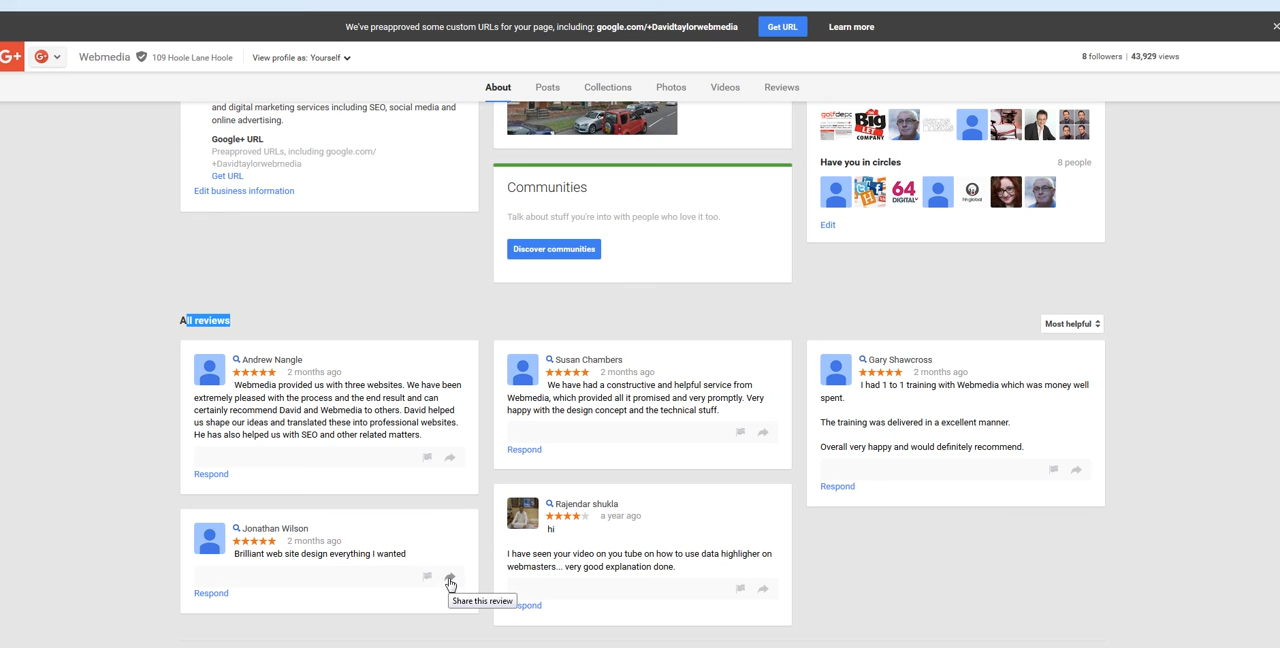 We've preapproved some custom URLs for your page, including: google.com/+Davidtaylorwebmedia Get URL Learn more
G+ G+ Webmedia 109 Hoole Lane Hoole View profile as: Yourself 8 followers | 43,929 views
About Posts Collections Photos Videos Reviews
and digital marketing services including SEO, social media and
online advertising.
Google+ URL
Preapproved URLs, including google.com/
+Davidtaylorwebmedia
Get URL
Edit business information
Communities
Talk about stuff you're into with people who love it too.
Discover communities
BIG
LET
COMPANY
Have you in circles 8 people
64
DIGITAL
Edit
All reviews
Most helpful
Andrew Nangle
2 months ago
Webmedia provided us with three websites. We have been
extremely pleased with the process and the end result and can
certainly recommend David and Webmedia to others. David helped
us shape our ideas and translated these into professional websites.
He has also helped us with SEO and other related matters.
Respond
Susan Chambers
2 months ago
We have had a constructive and helpful service from
Webmedia, which provided all it promised and very promptly. Very
happy with the design concept and the technical stuff.
Respond
Gary Shawcross
2 months ago
I had 1 to 1 training with Webmedia which was money well
spent.
The training was delivered in a excellent manner.
Overall very happy and would definitely recommend.
Respond
Jonathan Wilson
2 months ago
Brilliant web site design everything I wanted
Respond
Share this review
Rajendar shukla
a year ago
hi
I have seen your video on you tube on how to use data highligher on
webmasters... very good explanation done.
spond